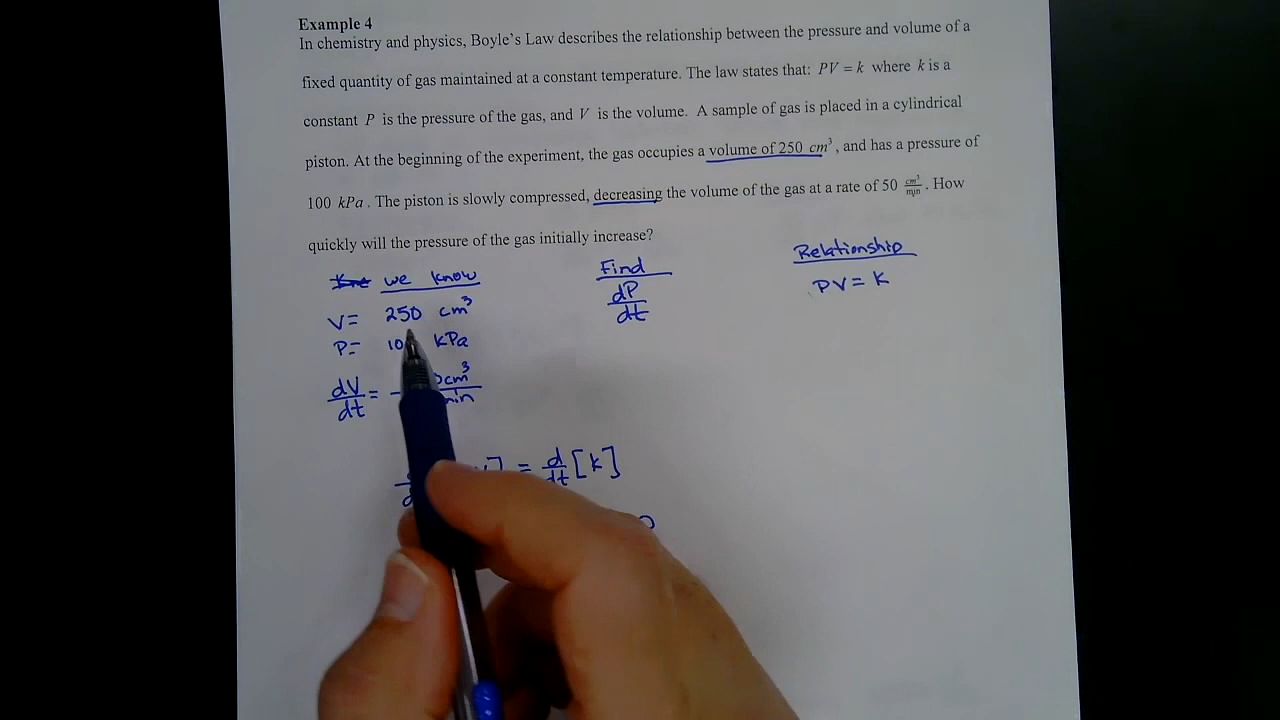 Example 4
In chemistry and physics, Boyle's Law describes the relationship between the pressure and volume of a
fixed quantity of gas maintained at a constant temperature. The law states that: PV = k where k is a
constant P is the pressure of the gas, and V is the volume. A sample of gas is placed in a cylindrical
piston. At the beginning of the experiment, the gas occupies a volume of 250 cm³, and has a pressure of
100 kPa. The piston is slowly compressed, decreasing the volume of the gas at a rate of 50 cm³/min. How
quickly will the pressure of the gas initially increase?
we know
V = 250 cm³
P = 10 kPa
dV/dt = - cm³
Find
dP/dt
Relationship
PV = K
= d/dt [k]